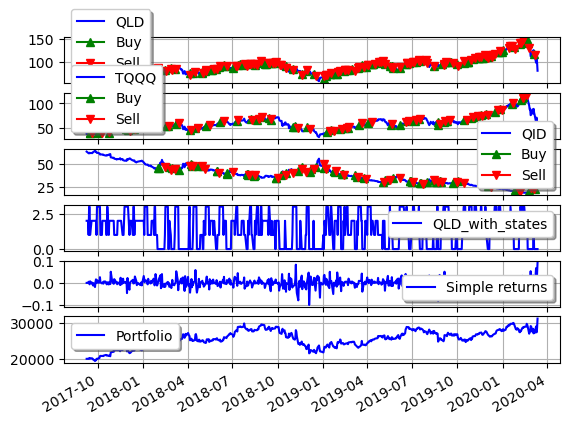 QLD
Buy
Sell
150
100
TQQQ
Buy
Sell
100
50
QID
Buy
Sell
50
25
2.5
0.0
QLD_with_states
0.1
0.0
−0.1
Simple returns
30000
20000
Portfolio
2017-10
2018-01
2018-04
2018-07
2018-10
2019-01
2019-04
2019-07
2019-10
2020-01
2020-04